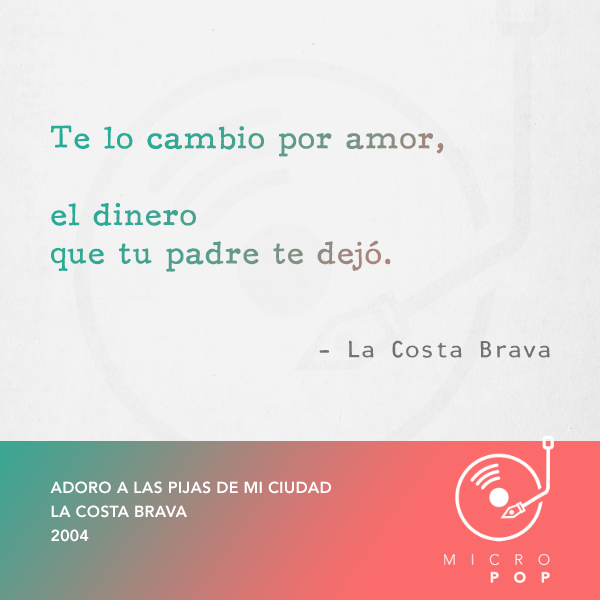 Te lo cambio por amor,
el dinero
que tu padre te dejó.
- La Costa Brava
ADORO A LAS PIJAS DE MI CIUDAD
LA COSTA BRAVA
2004
MICRO
POP